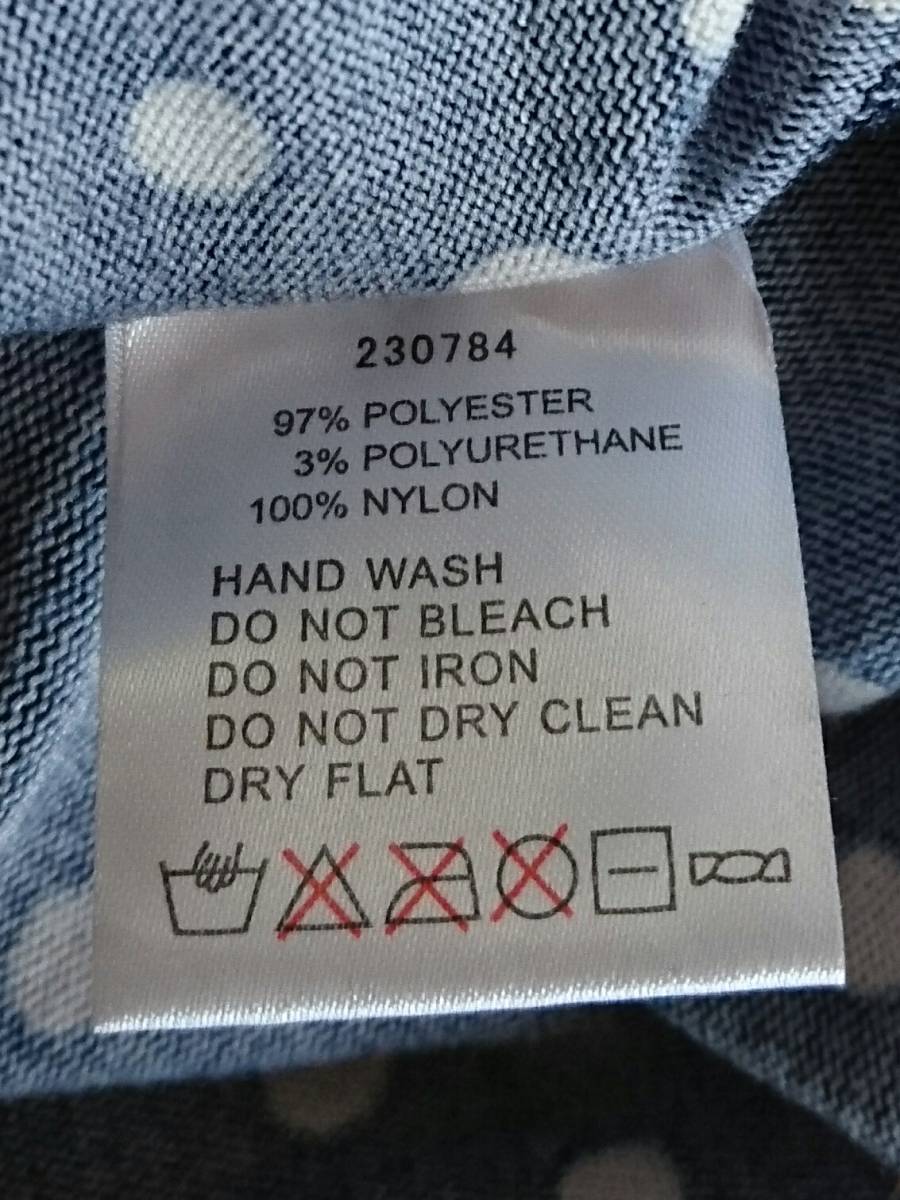 230784
97% POLYESTER
3% POLYURETHANE
100% NYLON
HAND WASH
DO NOT BLEACH
DO NOT IRON
DO NOT DRY CLEAN
DRY FLAT